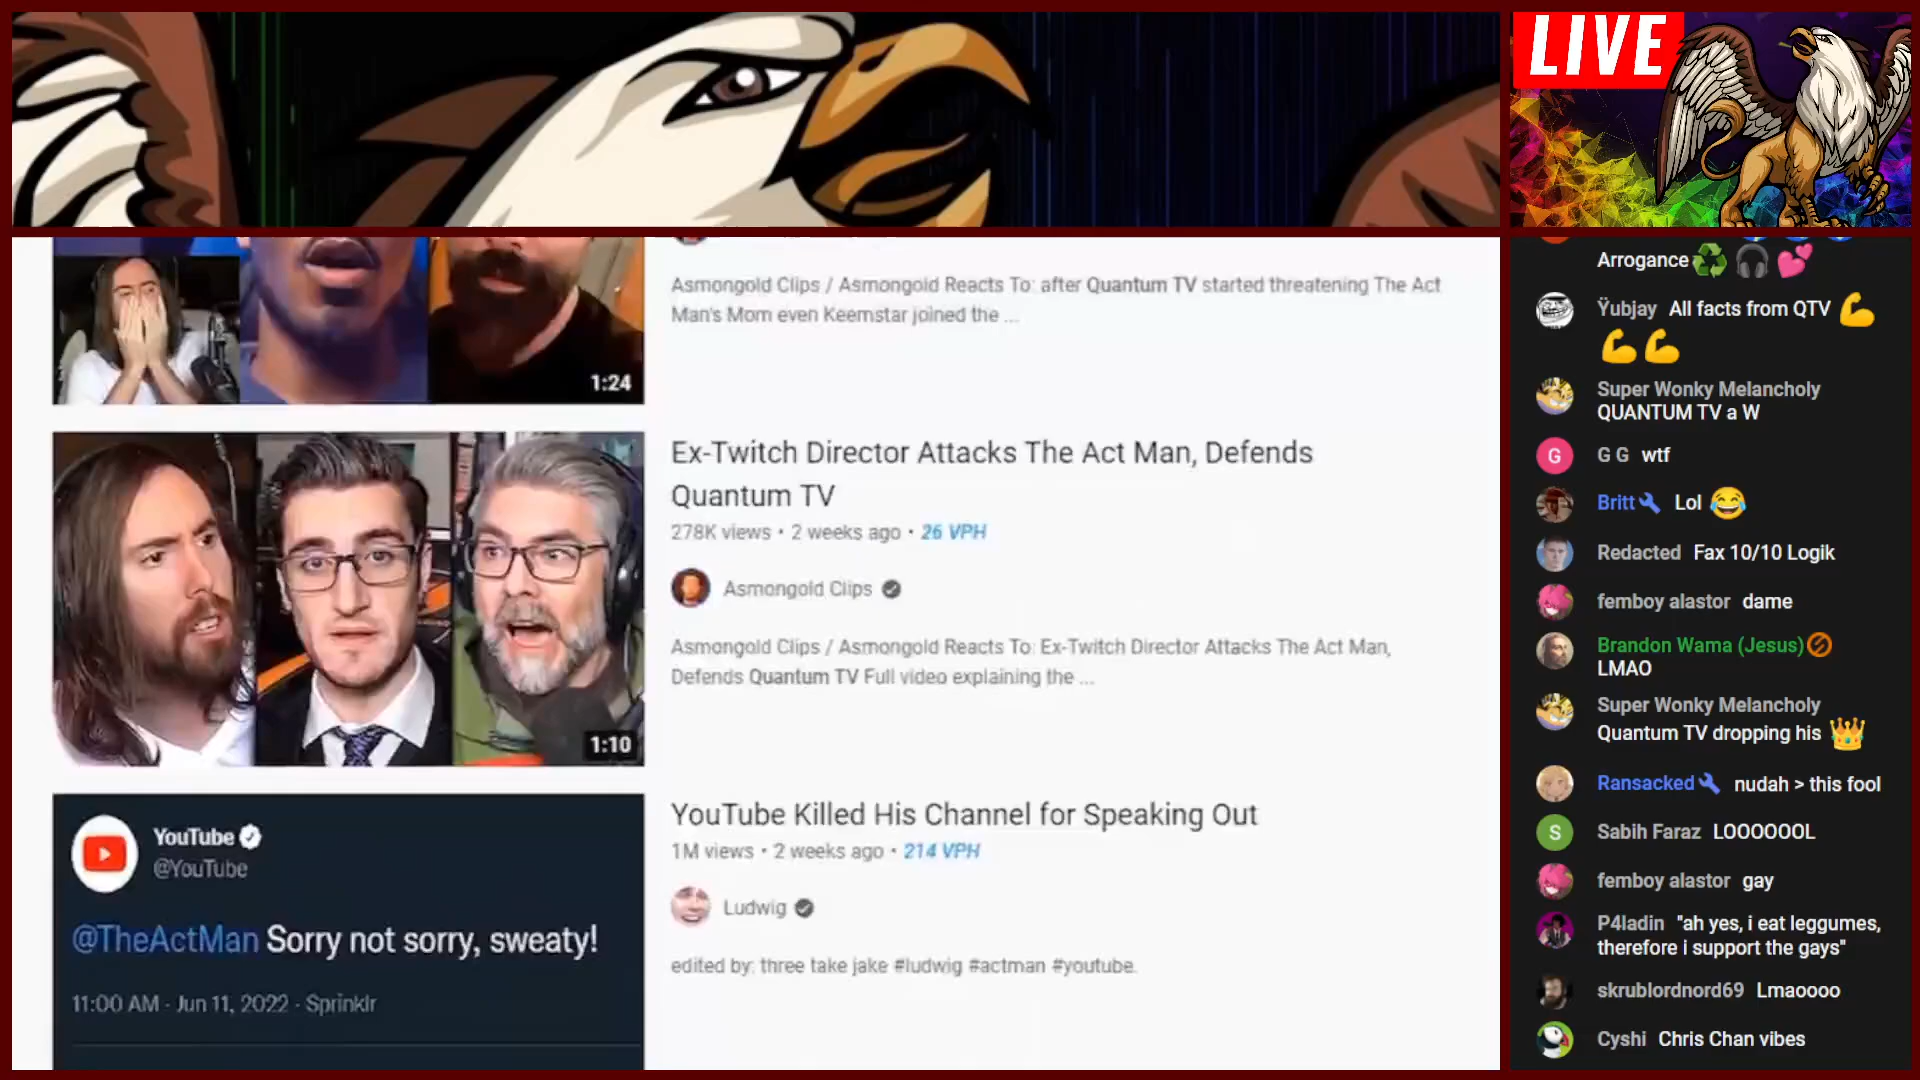 LIVE
Asmongold Clips / Asmongold Reacts To: after Quantum TV started threatening The Act
Man's Mom even Keemstar joined the ...
1:24
Ex-Twitch Director Attacks The Act Man, Defends
Quantum TV
278K views • 2 weeks ago • 26 VPH
Asmongold Clips
Asmongold Clips / Asmongold Reacts To: Ex-Twitch Director Attacks The Act Man,
Defends Quantum TV Full video explaining the ...
1:10
YouTube
@YouTube
@TheActMan Sorry not sorry, sweaty!
11:00 AM · Jun 11, 2022 · Sprinklr
YouTube Killed His Channel for Speaking Out
1M views • 2 weeks ago • 214 VPH
Ludwig
edited by: three take jake #ludwig #actman #youtube.
Arrogance♻️ 🎧 💞
Ÿubjay All facts from QTV 💪
💪💪
Super Wonky Melancholy
QUANTUM TV a W
G
G G wtf
Britt Lol 😂
Redacted Fax 10/10 Logik
femboy alastor dame
Brandon Wama (Jesus)
LMAO
Super Wonky Melancholy
Quantum TV dropping his 👑
Ransacked nudah > this fool
S
Sabih Faraz LOOOOOOL
femboy alastor gay
P4ladin "ah yes, i eat leggumes,
therefore i support the gays"
skrublordnord69 Lmaoooo
Cyshi Chris Chan vibes